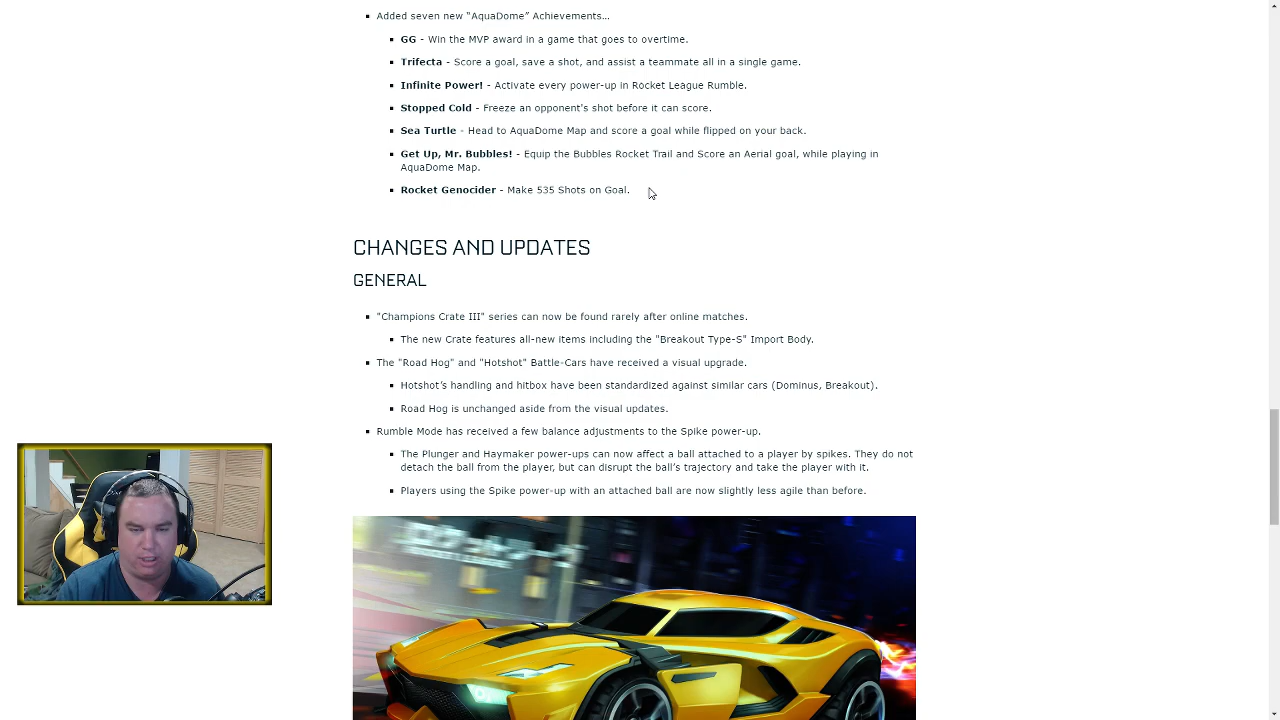 Added seven new “AquaDome” Achievements…
GG - Win the MVP award in a game that goes to overtime.
Trifecta - Score a goal, save a shot, and assist a teammate all in a single game.
Infinite Power! - Activate every power-up in Rocket League Rumble.
Stopped Cold - Freeze an opponent's shot before it can score.
Sea Turtle - Head to AquaDome Map and score a goal while flipped on your back.
Get Up, Mr. Bubbles! - Equip the Bubbles Rocket Trail and Score an Aerial goal, while playing in
AquaDome Map.
Rocket Genocider - Make 535 Shots on Goal.
CHANGES AND UPDATES
GENERAL
"Champions Crate III" series can now be found rarely after online matches.
The new Crate features all-new items including the "Breakout Type-S" Import Body.
The "Road Hog" and "Hotshot" Battle-Cars have received a visual upgrade.
Hotshot’s handling and hitbox have been standardized against similar cars (Dominus, Breakout).
Road Hog is unchanged aside from the visual updates.
Rumble Mode has received a few balance adjustments to the Spike power-up.
The Plunger and Haymaker power-ups can now affect a ball attached to a player by spikes. They do not
detach the ball from the player, but can disrupt the ball’s trajectory and take the player with it.
Players using the Spike power-up with an attached ball are now slightly less agile than before.